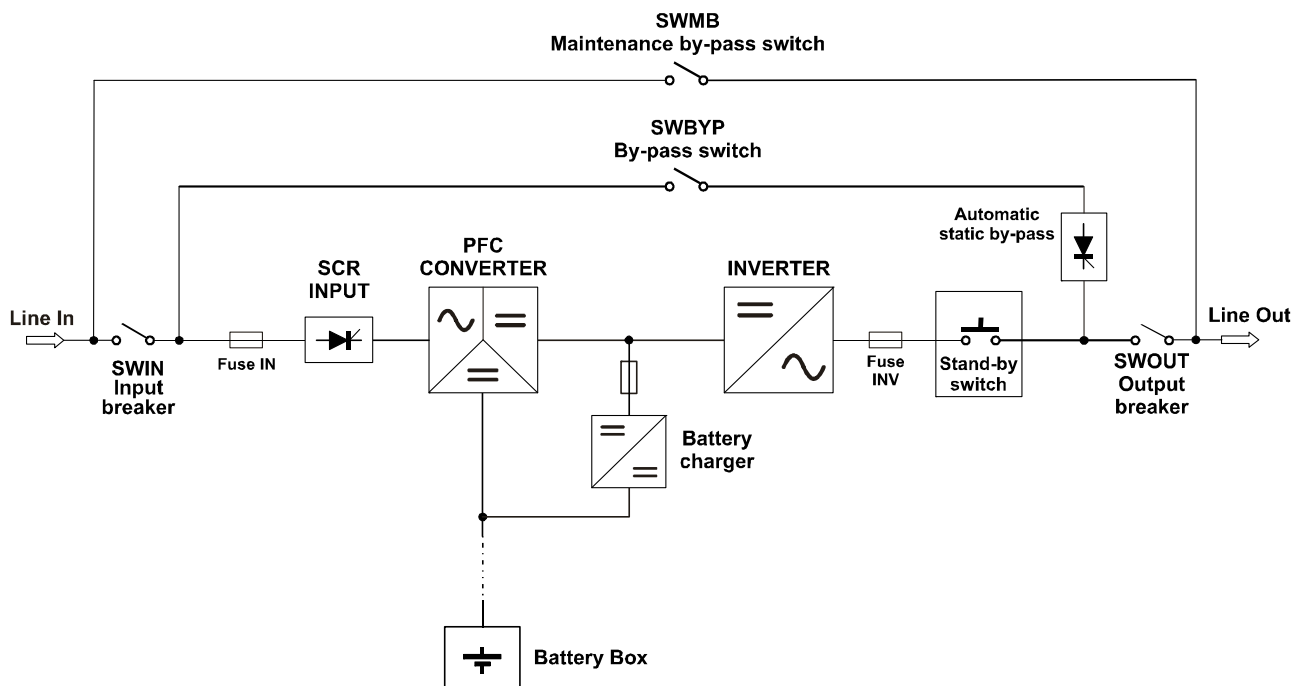 SWMB
Maintenance by-pass switch
SWBYP
By-pass switch
Automatic
static by-pass
PFC
CONVERTER
SCR
INPUT
INVERTER
Line In
Line Out
Fuse IN
SWIN
Input
breaker
Fuse
INV
Stand-by
switch
SWOUT
Output
breaker
Battery
charger
Battery Box